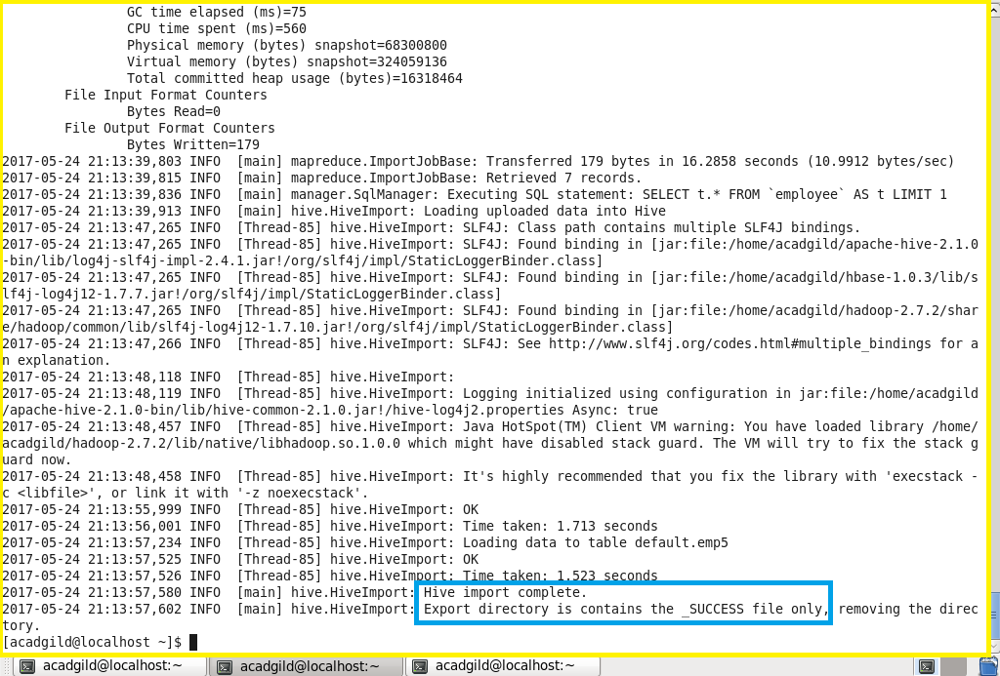 GC time elapsed (ms)=75
CPU time spent (ms)=560
Physical memory (bytes) snapshot=68300800
Virtual memory (bytes) snapshot=324059136
Total committed heap usage (bytes)=16318464
File Input Format Counters
Bytes Read=0
File Output Format Counters
Bytes Written=179
2017-05-24 21:13:39,803 INFO  [main] mapreduce.ImportJobBase: Transferred 179 bytes in 16.2858 seconds (10.9912 bytes/sec)
2017-05-24 21:13:39,815 INFO  [main] mapreduce.ImportJobBase: Retrieved 7 records.
2017-05-24 21:13:39,836 INFO  [main] manager.SqlManager: Executing SQL statement: SELECT t.* FROM `employee` AS t LIMIT 1
2017-05-24 21:13:39,913 INFO  [main] hive.HiveImport: Loading uploaded data into Hive
2017-05-24 21:13:47,265 INFO  [Thread-85] hive.HiveImport: SLF4J: Class path contains multiple SLF4J bindings.
2017-05-24 21:13:47,265 INFO  [Thread-85] hive.HiveImport: SLF4J: Found binding in [jar:file:/home/acadgild/apache-hive-2.1.0
-bin/lib/log4j-slf4j-impl-2.4.1.jar!/org/slf4j/impl/StaticLoggerBinder.class]
2017-05-24 21:13:47,265 INFO  [Thread-85] hive.HiveImport: SLF4J: Found binding in [jar:file:/home/acadgild/hbase-1.0.3/lib/s
lf4j-log4j12-1.7.7.jar!/org/slf4j/impl/StaticLoggerBinder.class]
2017-05-24 21:13:47,265 INFO  [Thread-85] hive.HiveImport: SLF4J: Found binding in [jar:file:/home/acadgild/hadoop-2.7.2/shar
e/hadoop/common/lib/slf4j-log4j12-1.7.10.jar!/org/slf4j/impl/StaticLoggerBinder.class]
2017-05-24 21:13:47,266 INFO  [Thread-85] hive.HiveImport: SLF4J: See http://www.slf4j.org/codes.html#multiple_bindings for a
n explanation.
2017-05-24 21:13:48,118 INFO  [Thread-85] hive.HiveImport:
2017-05-24 21:13:48,119 INFO  [Thread-85] hive.HiveImport: Logging initialized using configuration in jar:file:/home/acadgild
/apache-hive-2.1.0-bin/lib/hive-common-2.1.0.jar!/hive-log4j2.properties Async: true
2017-05-24 21:13:48,457 INFO  [Thread-85] hive.HiveImport: Java HotSpot(TM) Client VM warning: You have loaded library /home/
acadgild/hadoop-2.7.2/lib/native/libhadoop.so.1.0.0 which might have disabled stack guard. The VM will try to fix the stack g
uard now.
2017-05-24 21:13:48,458 INFO  [Thread-85] hive.HiveImport: It's highly recommended that you fix the library with 'execstack -
c <libfile>', or link it with '-z noexecstack'.
2017-05-24 21:13:55,999 INFO  [Thread-85] hive.HiveImport: OK
2017-05-24 21:13:56,001 INFO  [Thread-85] hive.HiveImport: Time taken: 1.713 seconds
2017-05-24 21:13:57,234 INFO  [Thread-85] hive.HiveImport: Loading data to table default.emp5
2017-05-24 21:13:57,525 INFO  [Thread-85] hive.HiveImport: OK
2017-05-24 21:13:57,526 INFO  [Thread-85] hive.HiveImport: Time taken: 1.523 seconds
2017-05-24 21:13:57,580 INFO  [main] hive.HiveImport: Hive import complete.
2017-05-24 21:13:57,602 INFO  [main] hive.HiveImport: Export directory is contains the _SUCCESS file only, removing the direc
tory.
[acadgild@localhost ~]$
acadgild@localhost:~ acadgild@localhost:~ acadgild@localhost:~